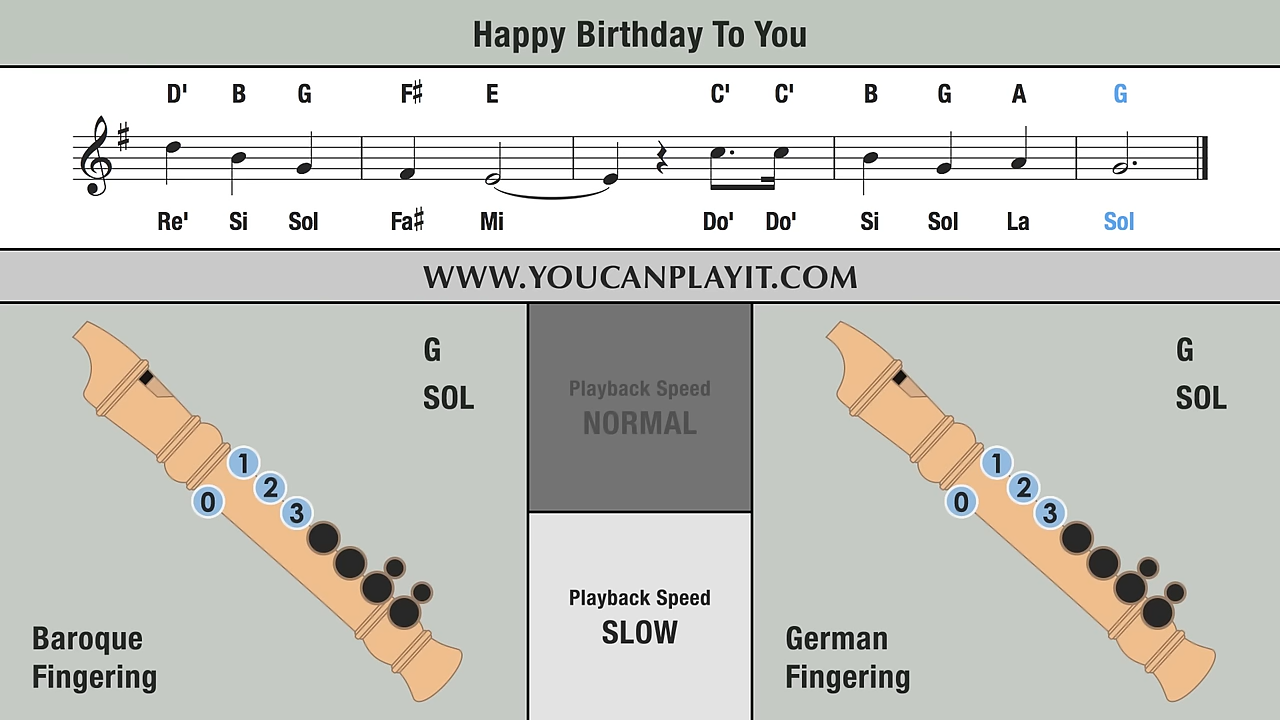 Happy Birthday To You
D' B G F♯ E C' C' B G A G
Re' Si Sol Fa♯ Mi Do' Do' Si Sol La Sol
WWW.YOUCANPLAYIT.COM
G
SOL
1
2
3
0
Baroque
Fingering
Playback Speed
NORMAL
Playback Speed
SLOW
G
SOL
1
2
3
0
German
Fingering